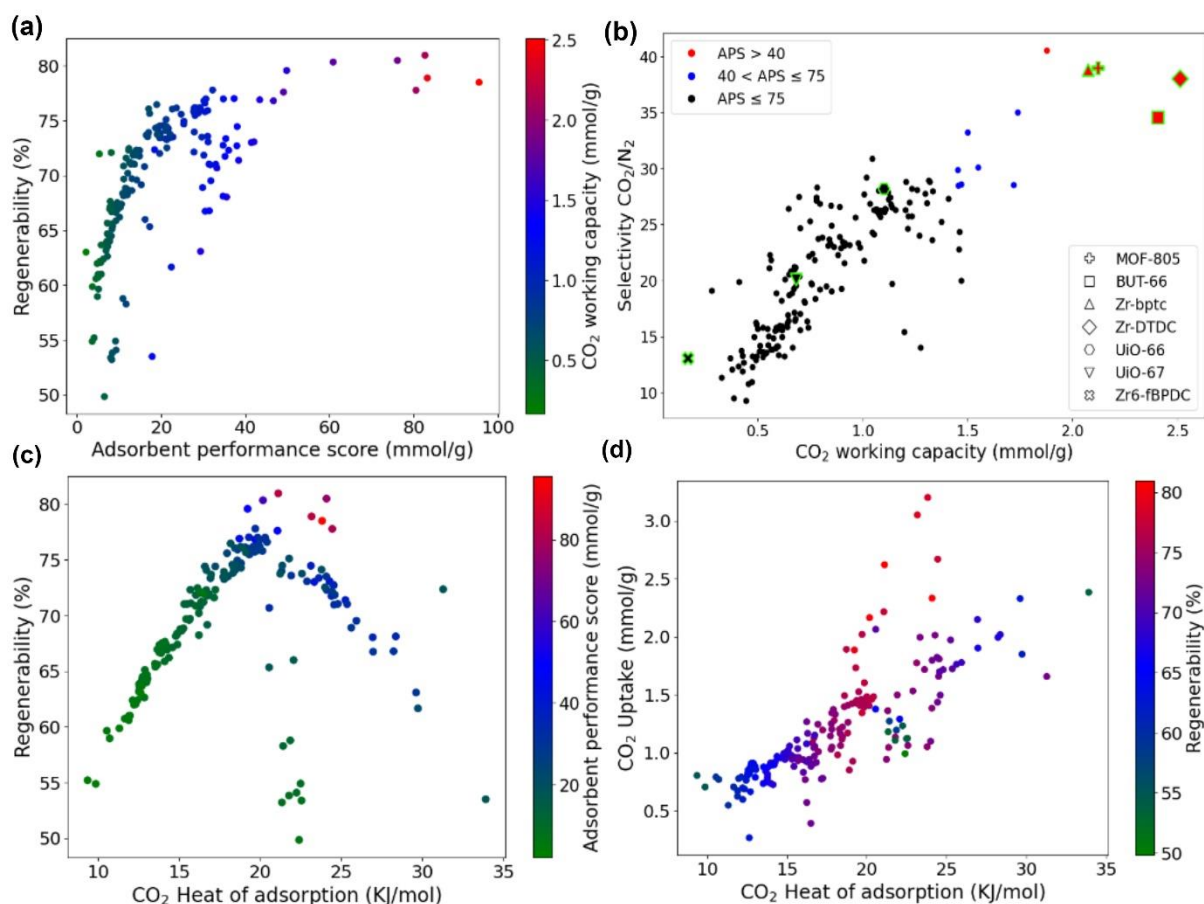 (a)
80
75
70
65
60
55
50
Regenerability (%)
0
20
40
60
80
100
Adsorbent performance score (mmol/g)
2.5
2.0
1.5
1.0
0.5
CO₂ working capacity (mmol/g)
(b)
40
35
30
25
20
15
10
Selectivity CO₂/N₂
APS > 40
40 < APS ≤ 75
APS ≤ 75
MOF-805
BUT-66
Zr-bptc
Zr-DTDC
UiO-66
UiO-67
Zr6-fBPDC
0.5
1.0
1.5
2.0
2.5
CO₂ working capacity (mmol/g)
(c)
80
75
70
65
60
55
50
Regenerability (%)
10
15
20
25
30
35
CO₂ Heat of adsorption (KJ/mol)
80
60
40
20
Adsorbent performance score (mmol/g)
(d)
3.0
2.5
2.0
1.5
1.0
0.5
CO₂ Uptake (mmol/g)
10
15
20
25
30
35
CO₂ Heat of adsorption (KJ/mol)
80
75
70
65
60
55
50
Regenerability (%)